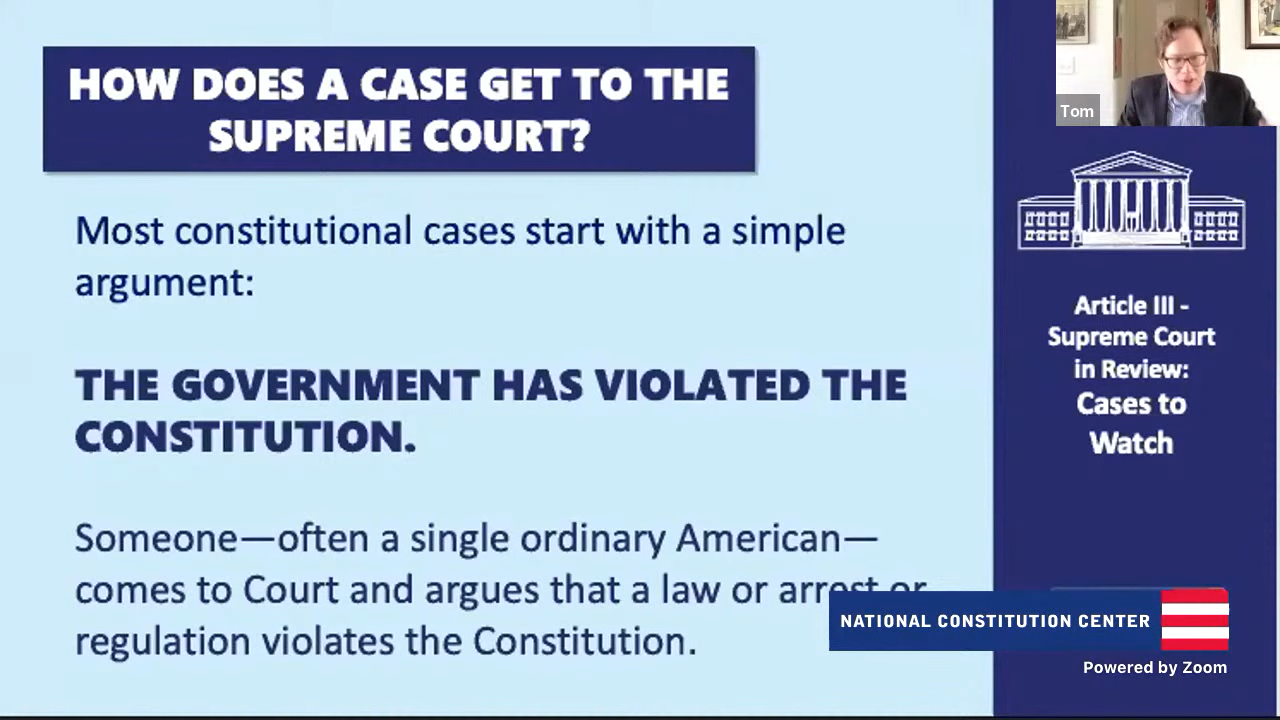 HOW DOES A CASE GET TO THE
SUPREME COURT?
Most constitutional cases start with a simple
argument:
THE GOVERNMENT HAS VIOLATED THE
CONSTITUTION.
Someone—often a single ordinary American—
comes to Court and argues that a law or arrest or
regulation violates the Constitution.
Tom
Article III -
Supreme Court
in Review:
Cases to
Watch
NATIONAL CONSTITUTION CENTER
Powered by Zoom